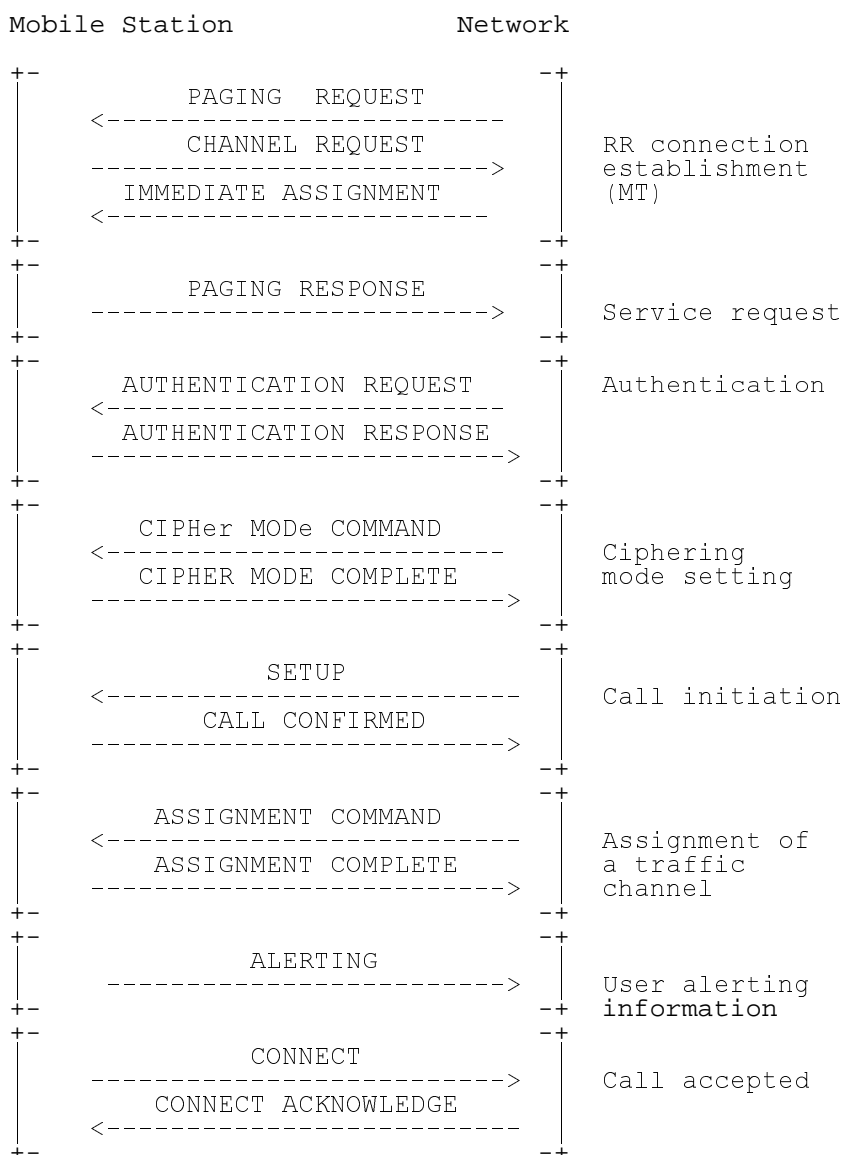 Mobile Station Network
PAGING REQUEST
CHANNEL REQUEST RR connection
establishment
IMMEDIATE ASSIGNMENT (MT)
PAGING RESPONSE
Service request
AUTHENTICATION REQUEST Authentication
AUTHENTICATION RESPONSE
CIPHer MODe COMMAND
Ciphering
CIPHER MODE COMPLETE mode setting
SETUP
Call initiation
CALL CONFIRMED
ASSIGNMENT COMMAND
Assignment of
ASSIGNMENT COMPLETE a traffic
channel
ALERTING
User alerting
information
CONNECT
Call accepted
CONNECT ACKNOWLEDGE